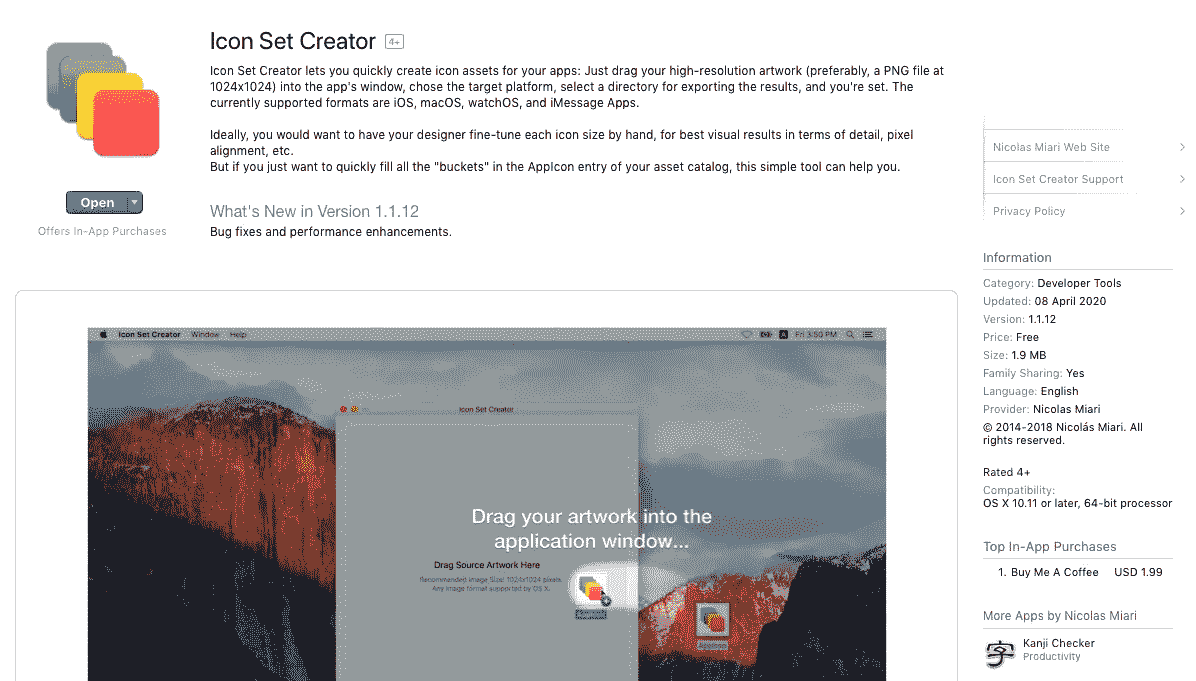 Icon Set Creator 4+
Icon Set Creator lets you quickly create icon assets for your apps: Just drag your high-resolution artwork (preferably, a PNG file at
1024x1024) into the app's window, chose the target platform, select a directory for exporting the results, and you're set. The
currently supported formats are iOS, macOS, watchOS, and iMessage Apps.
Ideally, you would want to have your designer fine-tune each icon size by hand, for best visual results in terms of detail, pixel
alignment, etc.
But if you just want to quickly fill all the "buckets" in the AppIcon entry of your asset catalog, this simple tool can help you.
Open
Offers In-App Purchases
What's New in Version 1.1.12
Bug fixes and performance enhancements.
Icon Set Creator Window Help
A Fri 3:50 PM
Icon Set Creator
Drag your artwork into the
application window...
Drag Source Artwork Here
Recommended Image Size: 1024x1024 pixels
Any image format supported by OS X.
Nicolas Miari Web Site
Icon Set Creator Support
Privacy Policy
Information
Category: Developer Tools
Updated: 08 April 2020
Version: 1.1.12
Price: Free
Size: 1.9 MB
Family Sharing: Yes
Language: English
Provider: Nicolas Miari
© 2014-2018 Nicolás Miari. All
rights reserved.
Rated 4+
Compatibility:
OS X 10.11 or later, 64-bit processor
Top In-App Purchases
1. Buy Me A Coffee USD 1.99
More Apps by Nicolas Miari
字
Kanji Checker
Productivity